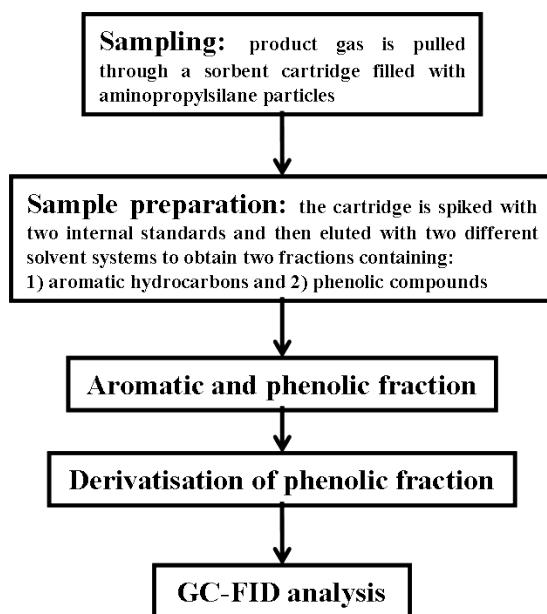 Sampling: product gas is pulled
through a sorbent cartridge filled with
aminopropylsilane particles
Sample preparation: the cartridge is spiked with
two internal standards and then eluted with two different
solvent systems to obtain two fractions containing:
1) aromatic hydrocarbons and 2) phenolic compounds
Aromatic and phenolic fraction
Derivatisation of phenolic fraction
GC-FID analysis